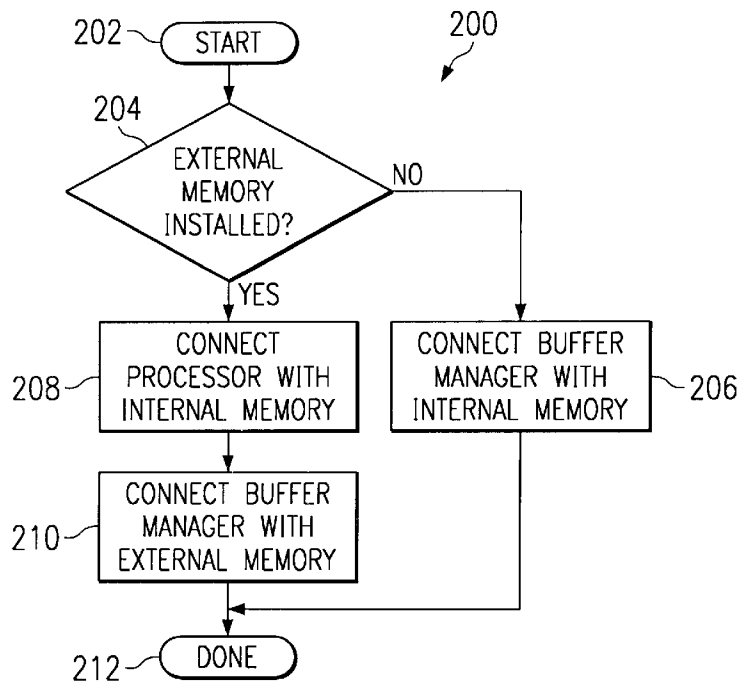 202
START
200
204
EXTERNAL
MEMORY
INSTALLED?
NO
YES
CONNECT
PROCESSOR WITH
INTERNAL MEMORY
208
CONNECT BUFFER
MANAGER WITH
INTERNAL MEMORY
206
CONNECT BUFFER
MANAGER WITH
EXTERNAL MEMORY
210
DONE
212